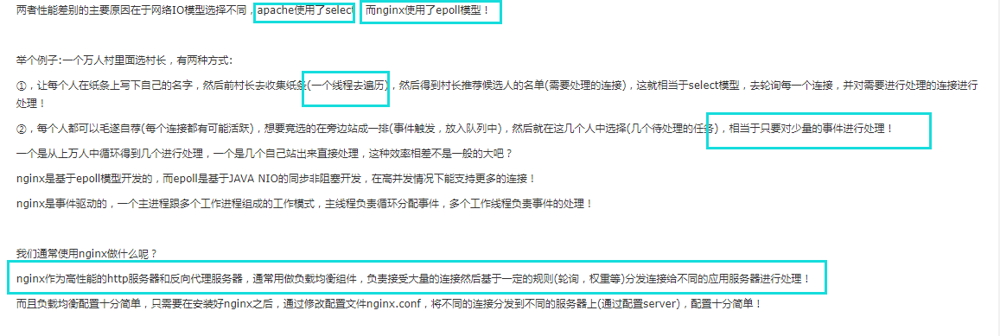 两者性能差别的主要原因在于网络IO模型选择不同，apache使用了select 而nginx使用了epoll模型！
举个例子:一个万人村里面选村长，有两种方式:
①，让每个人在纸条上写下自己的名字，然后前村长去收集纸条(一个线程去遍历)，然后得到村长推荐候选人的名单(需要处理的连接)，这就相当于select模型，去轮询每一个连接，并对需要进行处理的连接进行
处理！
②，每个人都可以毛遂自荐(每个连接都有可能活跃)，想要竞选的在旁边站成一排(事件触发，放入队列中)，然后就在这几个人中选择(几个待处理的任务)，相当于只要对少量的事件进行处理！
一个是从上万人中循环得到几个进行处理，一个是几个自己站出来直接处理，这种效率相差不是一般的大吧？
nginx是基于epoll模型开发的，而epoll是基于JAVA NIO的同步非阻塞开发，在高并发情况下能支持更多的连接！
nginx是事件驱动的，一个主进程跟多个工作进程组成的工作模式，主线程负责循环分配事件，多个工作线程负责事件的处理！
我们通常使用nginx做什么呢？
nginx作为高性能的http服务器和反向代理服务器，通常用做负载均衡组件，负责接受大量的连接然后基于一定的规则(轮询，权重等)分发连接给不同的应用服务器进行处理！
而且负载均衡配置十分简单，只需要在安装好nginx之后，通过修改配置文件nginx.conf，将不同的连接分发到不同的服务器上(通过配置server)，配置十分简单！